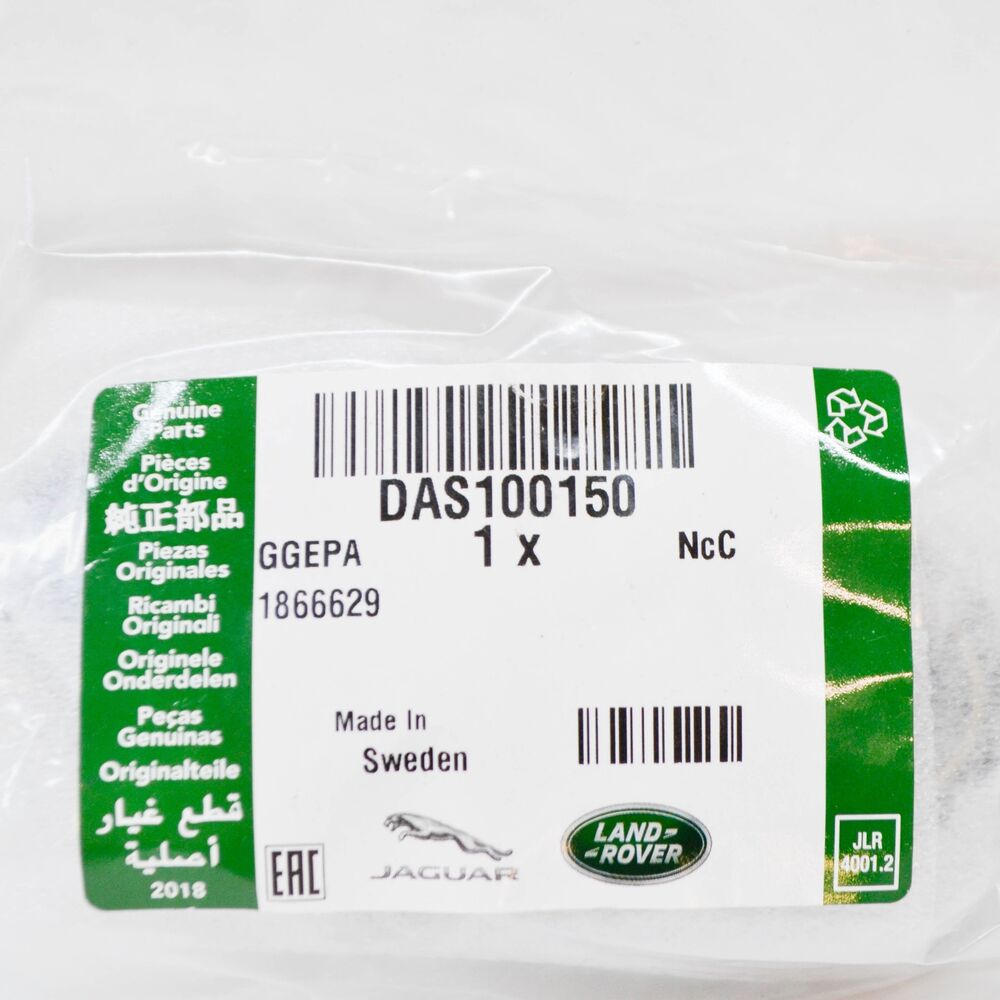 Genuine
Parts
Pièces
d'Origine
純正部品
Piezas
Originales
Ricambi
Originali
Originele
Onderdelen
Peças
Genuinas
Originalteile
قطع غيار
أصلية
2018
DAS100150
GGEPA
1 x
NcC
1866629
Made In
Sweden
EAC
JAGUAR
LAND-
-ROVER
JLR
4001.2